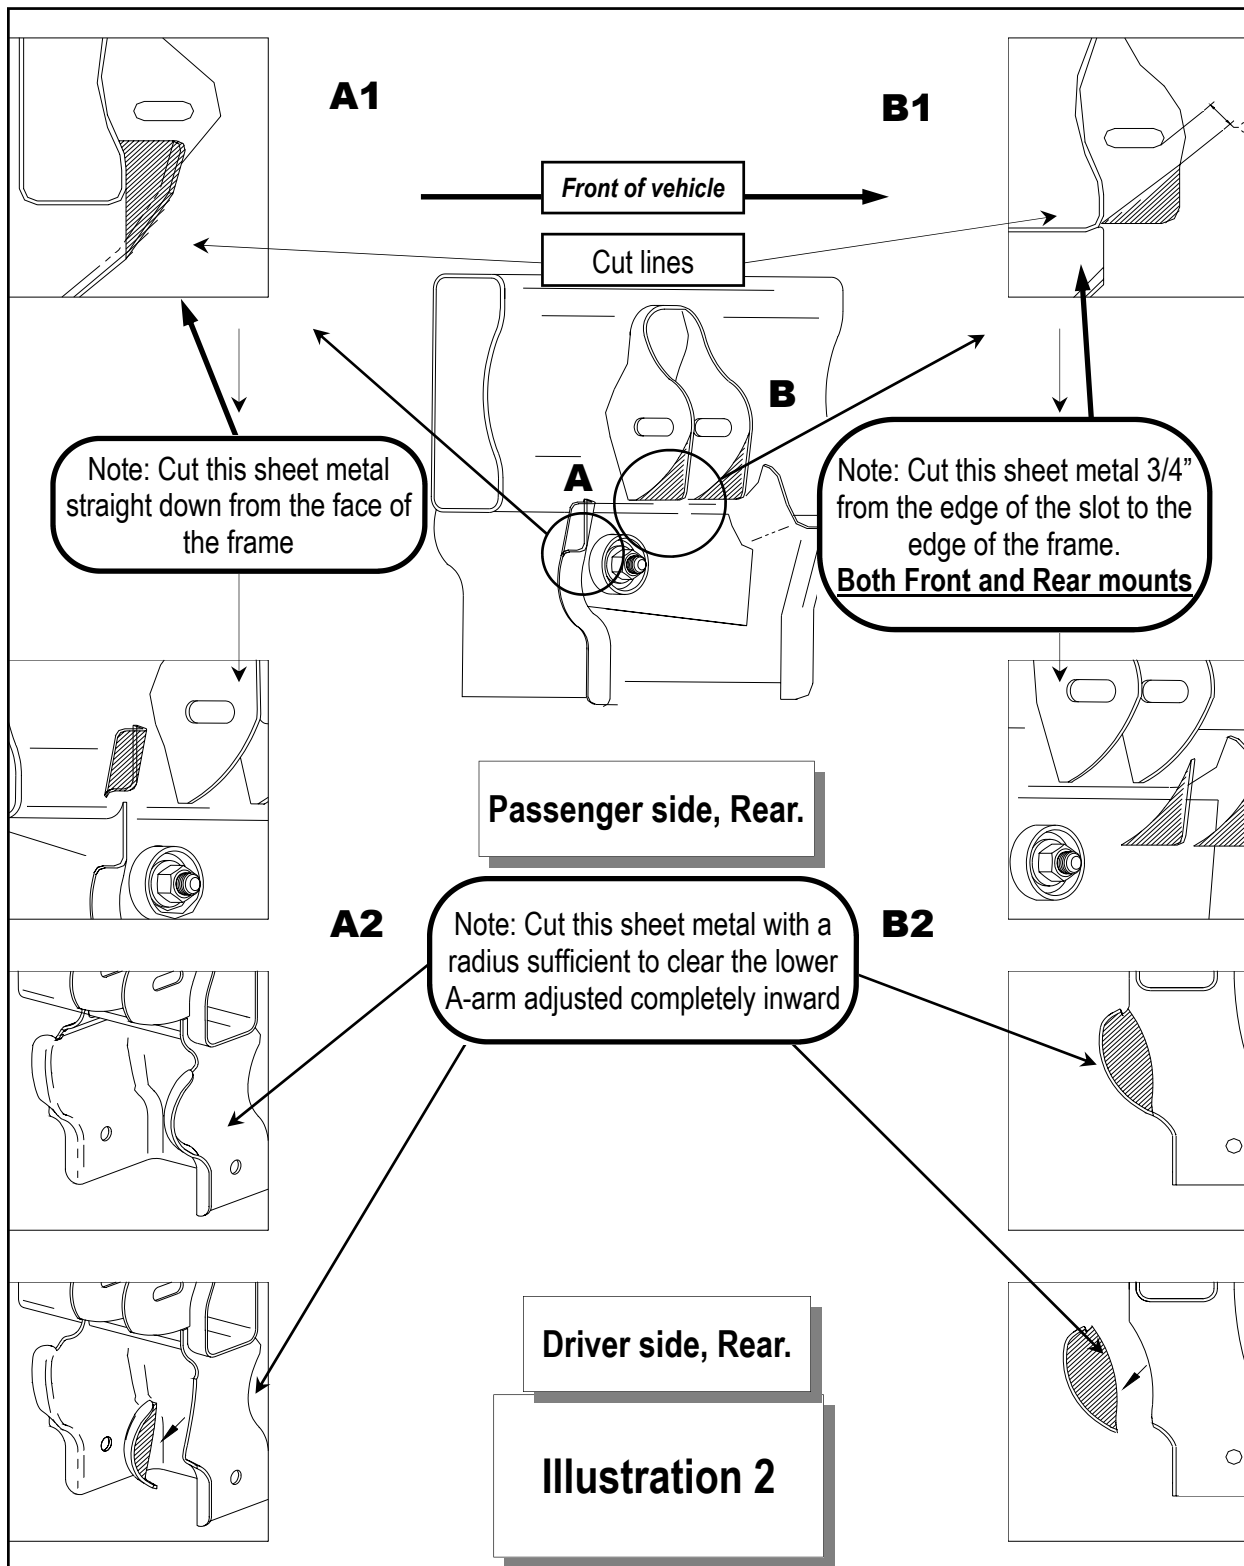 A1
B1
Front of vehicle
Cut lines
B
A
Note: Cut this sheet metal
straight down from the face of
the frame
Note: Cut this sheet metal 3/4”
from the edge of the slot to the
edge of the frame.
Both Front and Rear mounts
Passenger side, Rear.
A2
B2
Note: Cut this sheet metal with a
radius sufficient to clear the lower
A-arm adjusted completely inward
Driver side, Rear.
Illustration 2